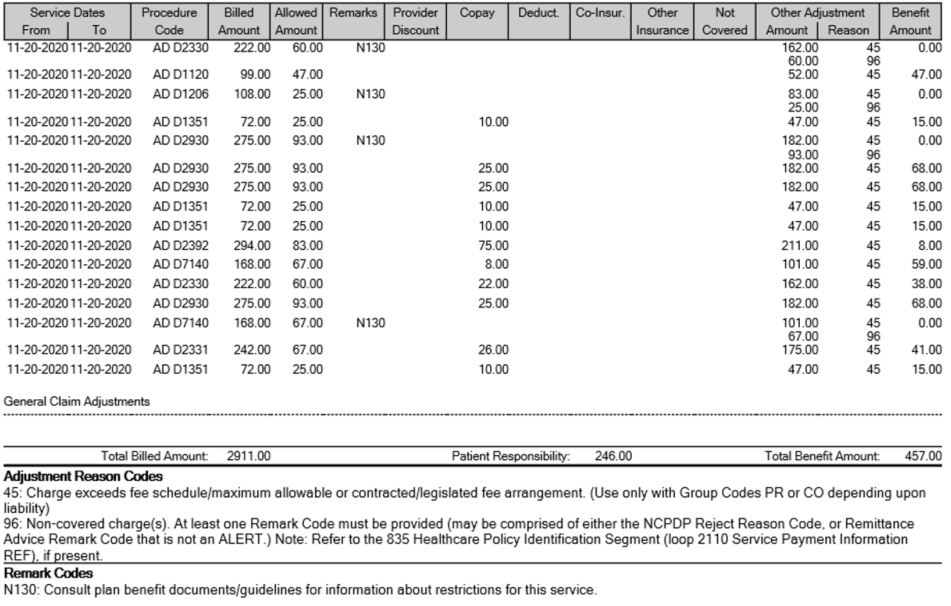 Service Dates Procedure Billed Allowed Remarks Provider Copay Deduct. Co-Insur. Other Not Other Adjustment Benefit
From To Code Amount Amount Discount Insurance Covered Amount Reason Amount
11-20-2020 11-20-2020 AD D2330 222.00 60.00 N130 162.00 45 0.00
60.00 96
11-20-2020 11-20-2020 AD D1120 99.00 47.00 52.00 45 47.00
11-20-2020 11-20-2020 AD D1206 108.00 25.00 N130 83.00 45 0.00
25.00 96
11-20-2020 11-20-2020 AD D1351 72.00 25.00 10.00 47.00 45 15.00
11-20-2020 11-20-2020 AD D2930 275.00 93.00 N130 182.00 45 0.00
93.00 96
11-20-2020 11-20-2020 AD D2930 275.00 93.00 25.00 182.00 45 68.00
11-20-2020 11-20-2020 AD D2930 275.00 93.00 25.00 182.00 45 68.00
11-20-2020 11-20-2020 AD D1351 72.00 25.00 10.00 47.00 45 15.00
11-20-2020 11-20-2020 AD D1351 72.00 25.00 10.00 47.00 45 15.00
11-20-2020 11-20-2020 AD D2392 294.00 83.00 75.00 211.00 45 8.00
11-20-2020 11-20-2020 AD D7140 168.00 67.00 8.00 101.00 45 59.00
11-20-2020 11-20-2020 AD D2330 222.00 60.00 22.00 162.00 45 38.00
11-20-2020 11-20-2020 AD D2930 275.00 93.00 25.00 182.00 45 68.00
11-20-2020 11-20-2020 AD D7140 168.00 67.00 N130 101.00 45 0.00
67.00 96
11-20-2020 11-20-2020 AD D2331 242.00 67.00 26.00 175.00 45 41.00
11-20-2020 11-20-2020 AD D1351 72.00 25.00 10.00 47.00 45 15.00
General Claim Adjustments
Total Billed Amount: 2911.00 Patient Responsibility: 246.00 Total Benefit Amount: 457.00
Adjustment Reason Codes
45: Charge exceeds fee schedule/maximum allowable or contracted/legislated fee arrangement. (Use only with Group Codes PR or CO depending upon
liability)
96: Non-covered charge(s). At least one Remark Code must be provided (may be comprised of either the NCPDP Reject Reason Code, or Remittance
Advice Remark Code that is not an ALERT.) Note: Refer to the 835 Healthcare Policy Identification Segment (loop 2110 Service Payment Information
REF), if present.
Remark Codes
N130: Consult plan benefit documents/guidelines for information about restrictions for this service.